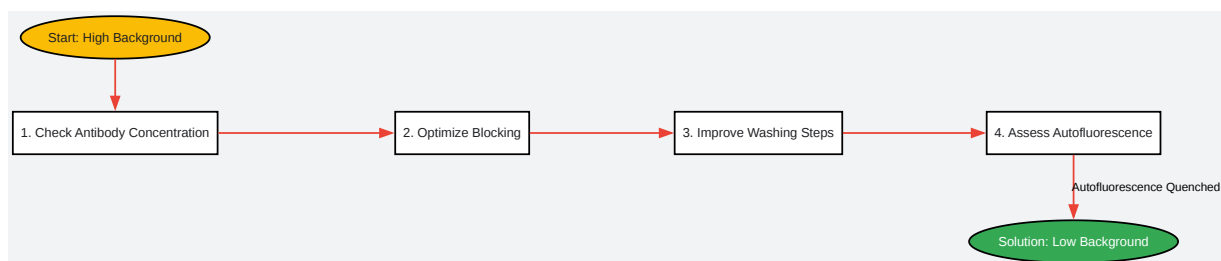 Start: High Background
1. Check Antibody Concentration
2. Optimize Blocking
3. Improve Washing Steps
4. Assess Autofluorescence
Autofluorescence Quenched
Solution: Low Background